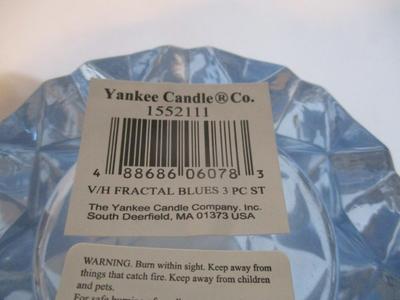 Yankee Candle® Co.
1552111
4 88686 06078 3
V/H FRACTAL BLUES 3 PC ST
The Yankee Candle Company, Inc.
South Deerfield, MA 01373 USA
WARNING. Burn within sight. Keep away from
things that catch fire. Keep away from children
and pets.